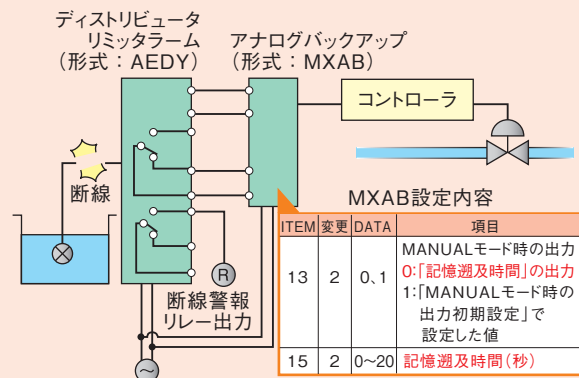 ディストリビュータ
リミッタラーム
（形式：AEDY）
アナログバックアップ
（形式：MXAB）
コントローラ
断線
R
断線警報
リレー出力
MXAB設定内容
ITEM 変更 DATA 項目
13 2 0、1 MANUALモード時の出力
0:「記憶遡及時間」の出力
1:「MANUALモード時の
出力初期設定」で
設定した値
15 2 0~20 記憶遡及時間（秒）